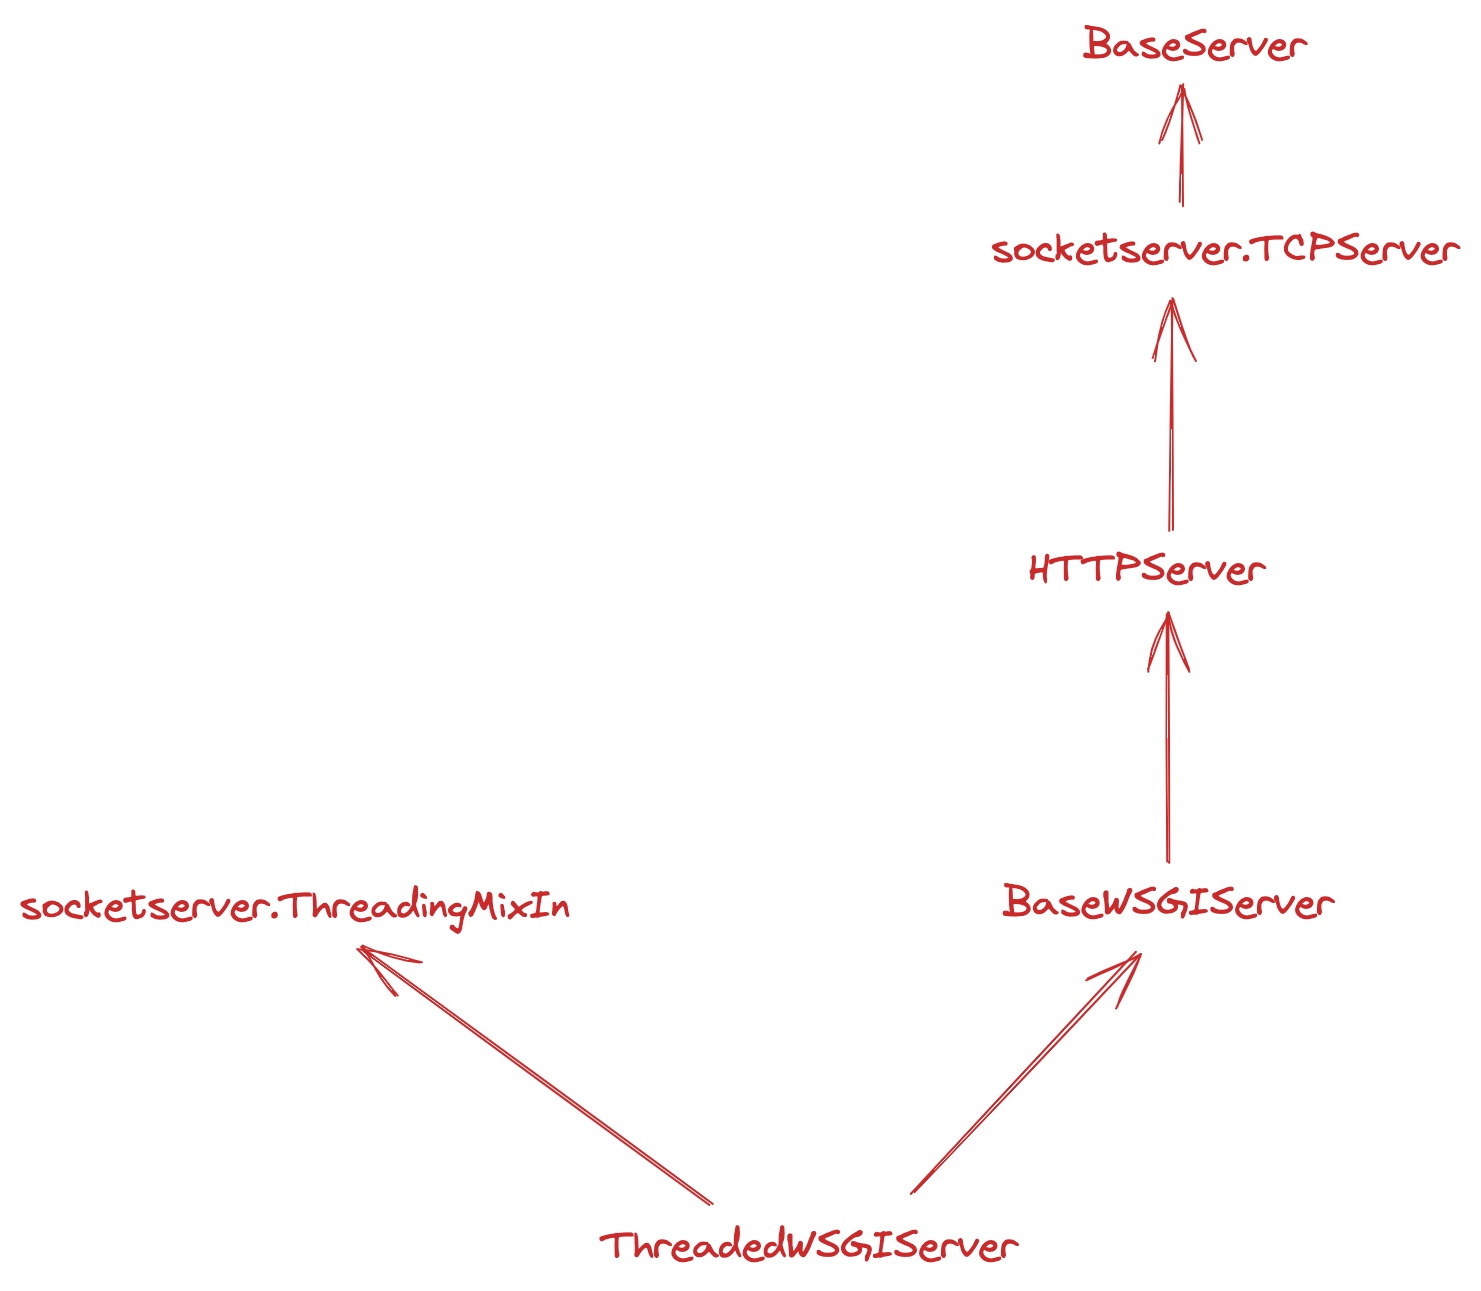 BaseServer
socketserver.TCPServer
HTTPServer
socketserver.ThreadingMixIn
BaseWSGIServer
ThreadedWSGIServer